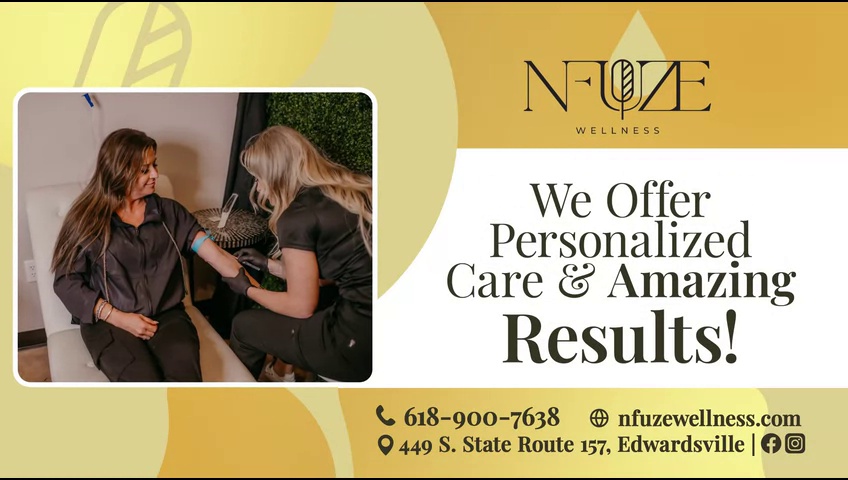 NFUZE
WELLNESS
We Offer
Personalized
Care & Amazing
Results!
618-900-7638 nfuzewellness.com
449 S. State Route 157, Edwardsville |